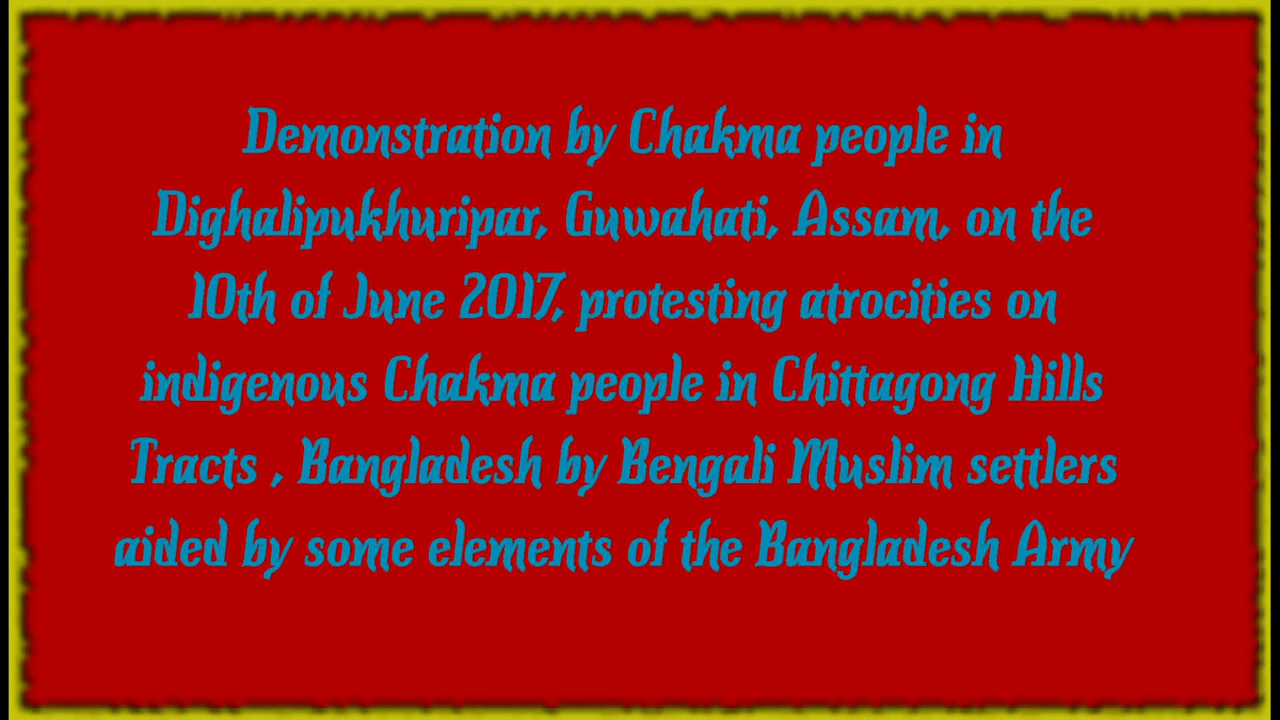 Demonstration by Chakma people in
Dighalipukhuripar, Guwahati, Assam, on the
10th of June 2017, protesting atrocities on
indigenous Chakma people in Chittagong Hills
Tracts , Bangladesh by Bengali Muslim settlers
aided by some elements of the Bangladesh Army